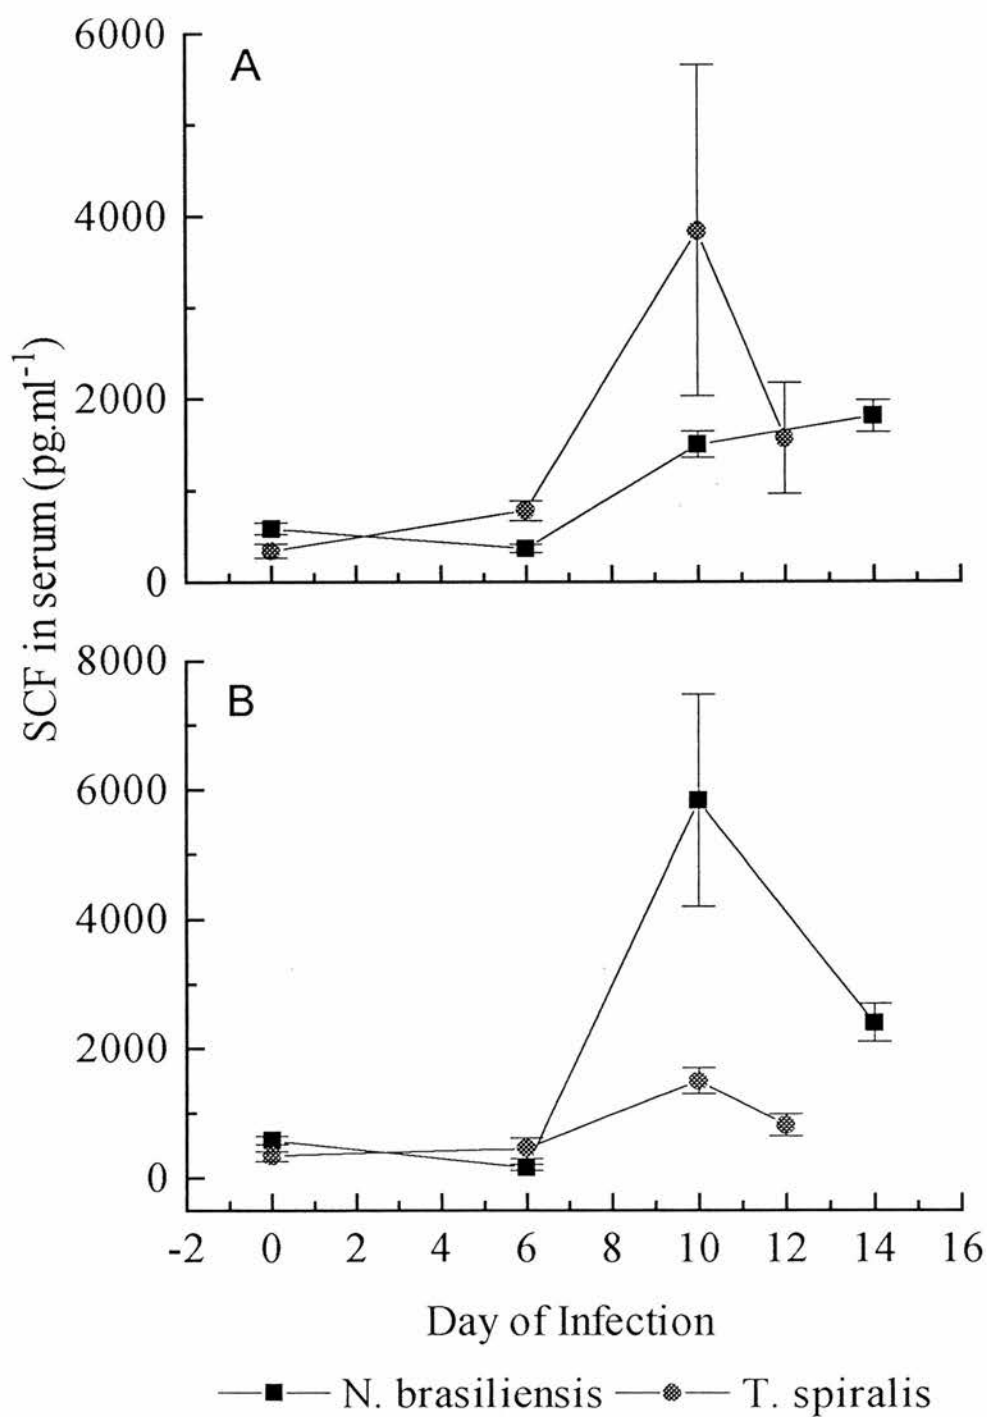 6000
A
4000
2000
0
SCF in serum (pg.ml-1)
8000
B
6000
4000
2000
0
-2 0 2 4 6 8 10 12 14 16
Day of Infection
N. brasiliensis T. spiralis